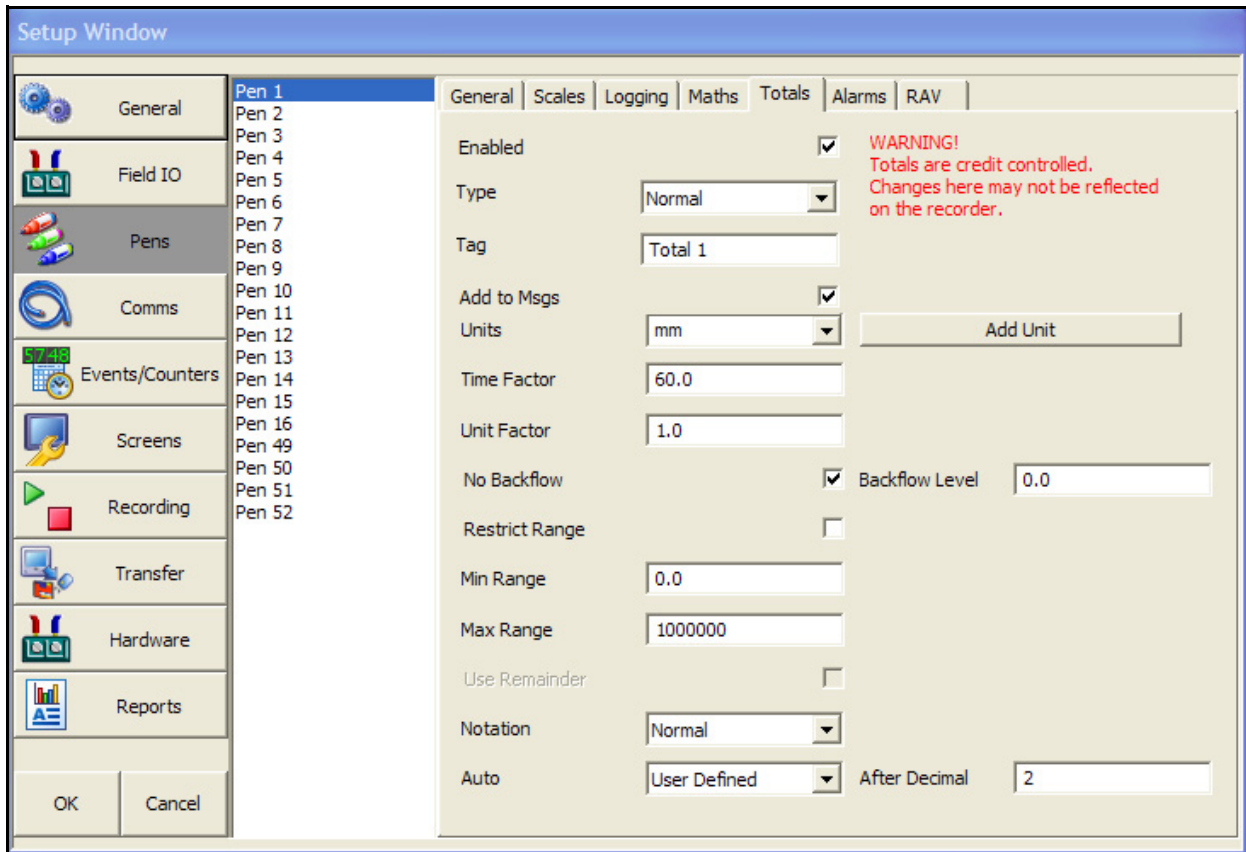 Setup Window
General
Field IO
Pens
Comms
57.48
Events/Counters
Screens
Recording
Transfer
Hardware
Reports
OK
Cancel
Pen 1
Pen 2
Pen 3
Pen 4
Pen 5
Pen 6
Pen 7
Pen 8
Pen 9
Pen 10
Pen 11
Pen 12
Pen 13
Pen 14
Pen 15
Pen 16
Pen 49
Pen 50
Pen 51
Pen 52
General Scales Logging Maths Totals Alarms RAV
Enabled
WARNING!
Totals are credit controlled.
Changes here may not be reflected
on the recorder.
Type Normal
Tag Total 1
Add to Msgs
Units mm Add Unit
Time Factor 60.0
Unit Factor 1.0
No Backflow Backflow Level 0.0
Restrict Range
Min Range 0.0
Max Range 1000000
Use Remainder
Notation Normal
Auto User Defined After Decimal 2